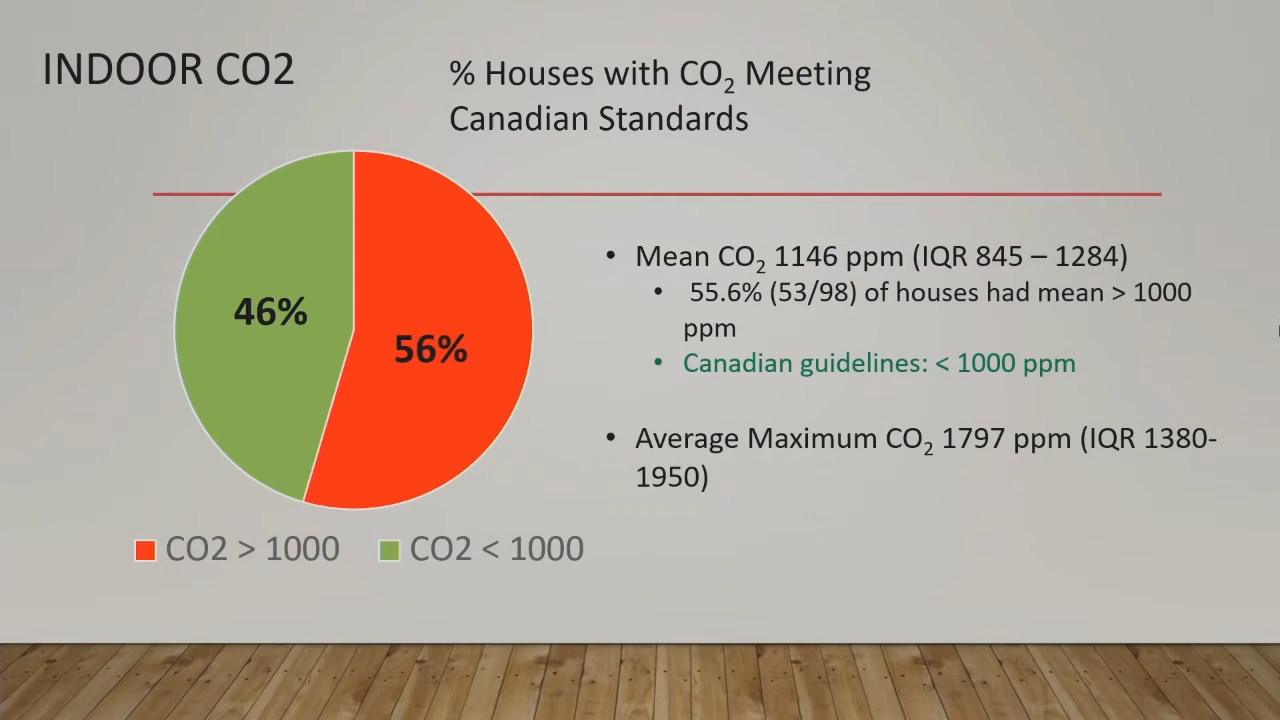 INDOOR CO2
% Houses with CO₂ Meeting
Canadian Standards
46%
56%
CO2 > 1000
CO2 < 1000
• Mean CO₂ 1146 ppm (IQR 845 – 1284)
• 55.6% (53/98) of houses had mean > 1000
ppm
• Canadian guidelines: < 1000 ppm
• Average Maximum CO₂ 1797 ppm (IQR 1380-
1950)